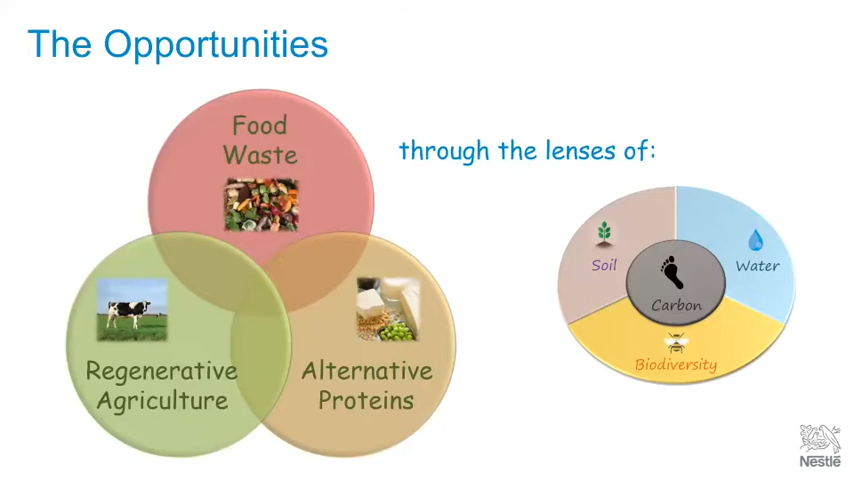 The Opportunities
Food
Waste
through the lenses of:
Soil
Water
Carbon
Biodiversity
Regenerative
Agriculture
Alternative
Proteins
Nestlé